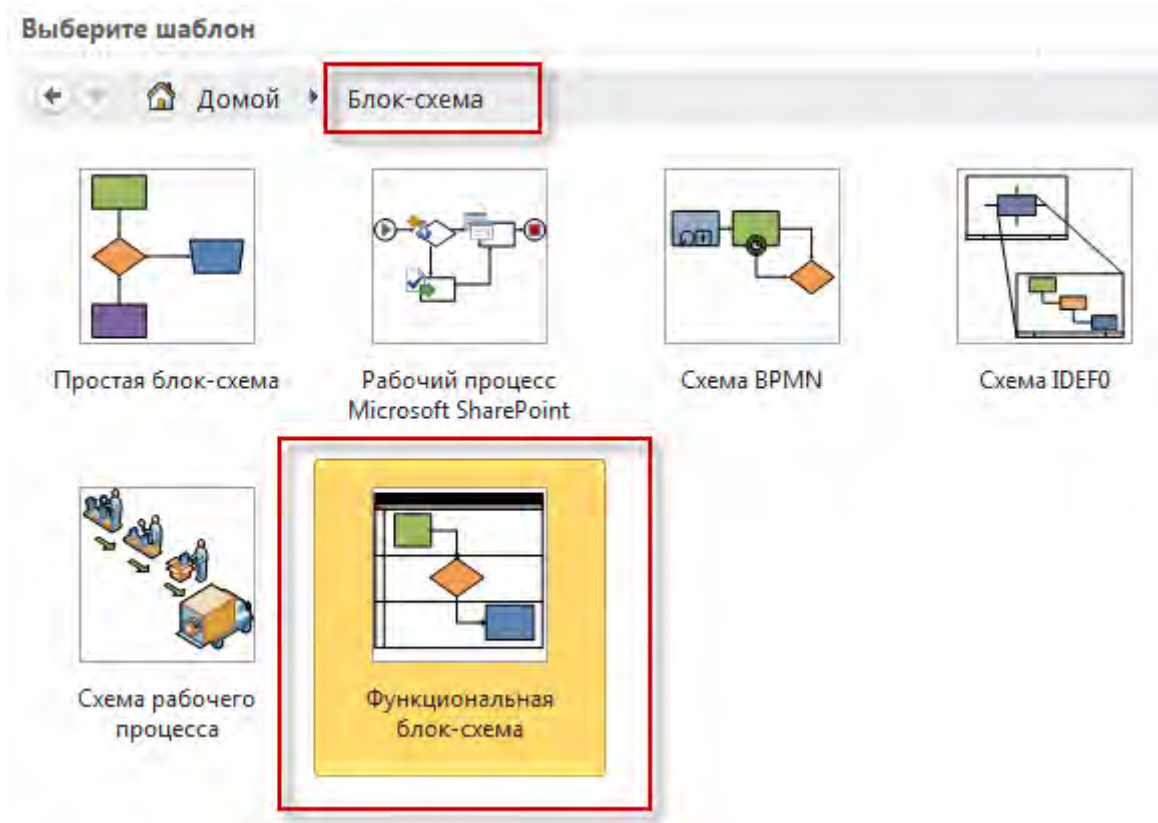 Выберите шаблон
Домой
Блок-схема
Простая блок-схема
Рабочий процесс
Microsoft SharePoint
Схема BPMN
Схема IDEF0
Схема рабочего
процесса
Функциональная
блок-схема